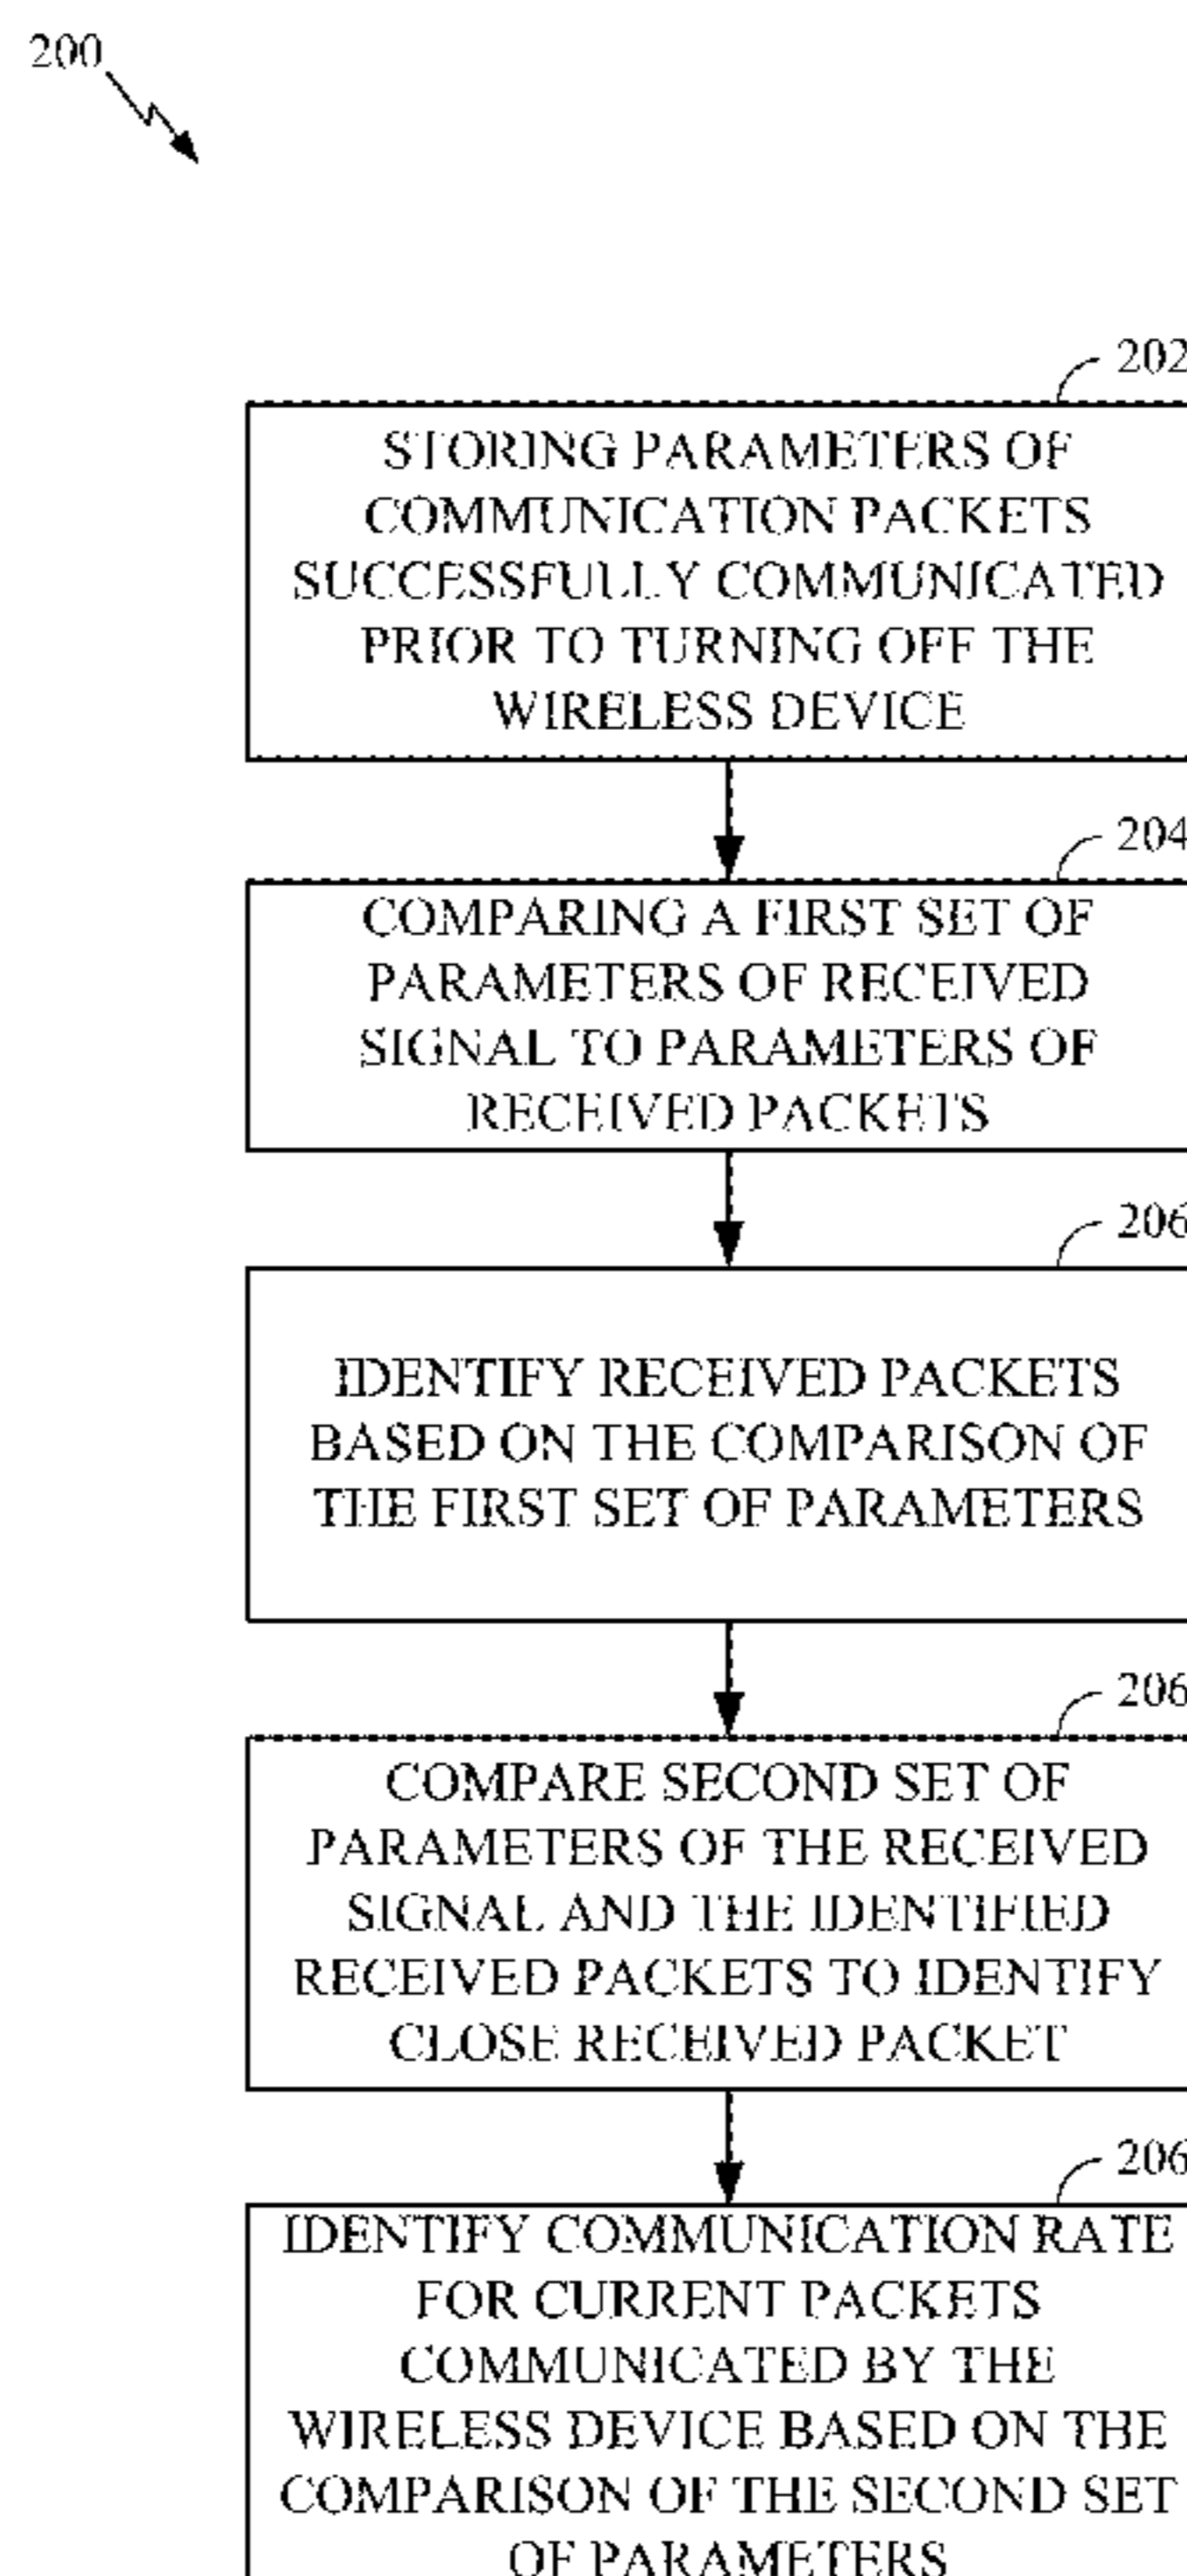 200
202
STORING PARAMETERS OF
COMMUNICATION PACKETS
SUCCESSFULLY COMMUNICATED
PRIOR TO TURNING OFF THE
WIRELESS DEVICE
204
COMPARING A FIRST SET OF
PARAMETERS OF RECEIVED
SIGNAL TO PARAMETERS OF
RECEIVED PACKETS
206
IDENTIFY RECEIVED PACKETS
BASED ON THE COMPARISON OF
THE FIRST SET OF PARAMETERS
206
COMPARE SECOND SET OF
PARAMETERS OF THE RECEIVED
SIGNAL AND THE IDENTIFIED
RECEIVED PACKETS TO IDENTIFY
CLOSE RECEIVED PACKET
206
IDENTIFY COMMUNICATION RATE
FOR CURRENT PACKETS
COMMUNICATED BY THE
WIRELESS DEVICE BASED ON THE
COMPARISON OF THE SECOND SET
OF PARAMETERS